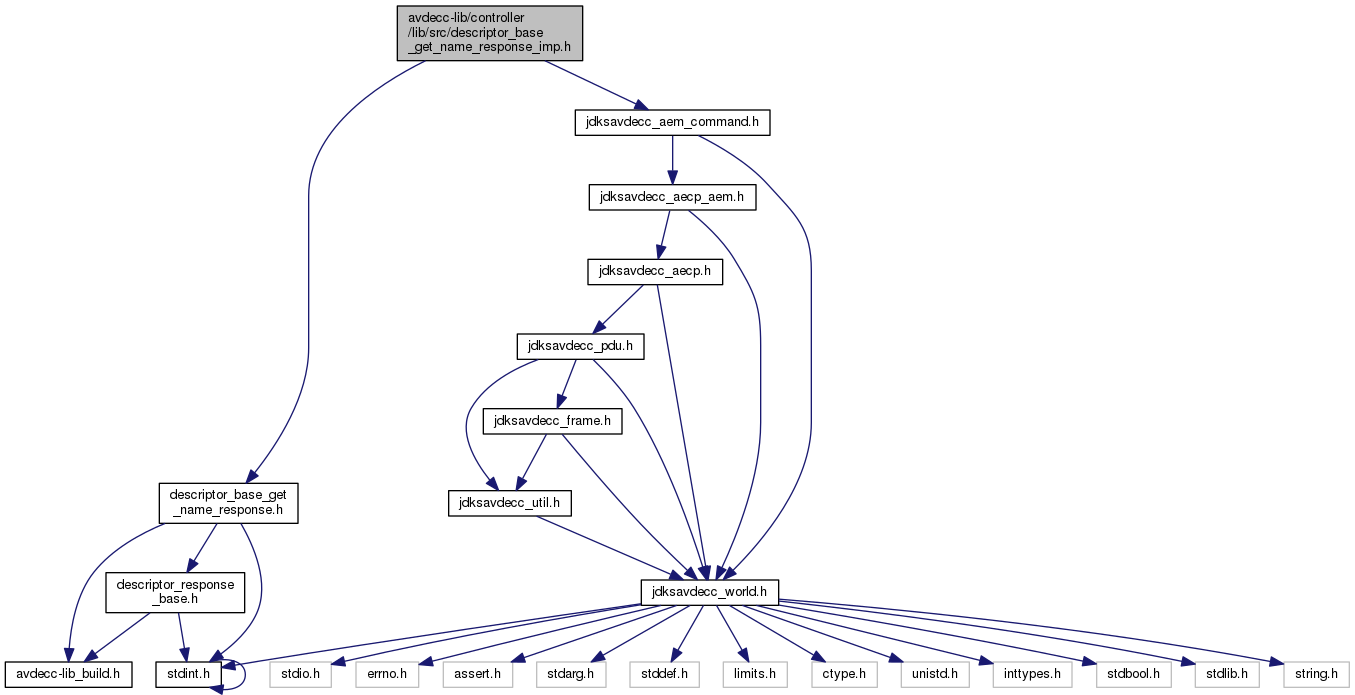 avdecc-lib/controller
/lib/src/descriptor_base
_get_name_response_imp.h
jdksavdecc_aem_command.h
jdksavdecc_aecp_aem.h
jdksavdecc_aecp.h
jdksavdecc_pdu.h
jdksavdecc_frame.h
jdksavdecc_util.h
descriptor_base_get
_name_response.h
descriptor_response
_base.h
jdksavdecc_world.h
avdecc-lib_build.h
stdint.h
stdio.h
errno.h
assert.h
stdarg.h
stddef.h
limits.h
ctype.h
unistd.h
inttypes.h
stdbool.h
stdlib.h
string.h